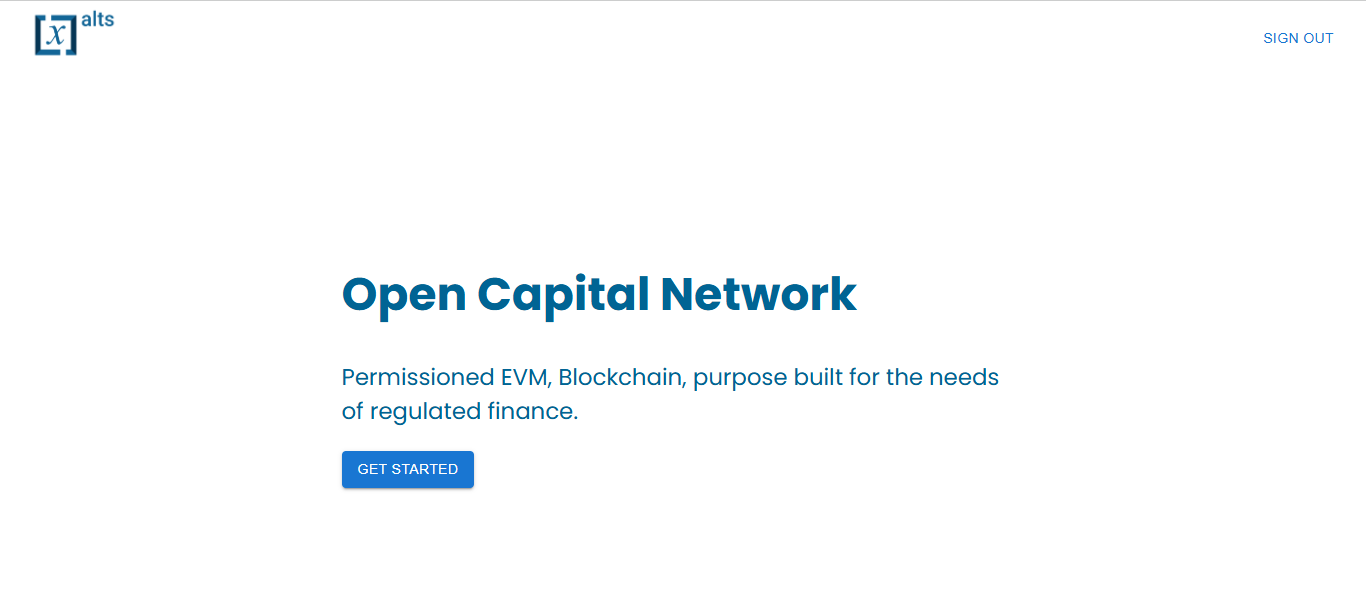 [x] alts
SIGN OUT
Open Capital Network
Permissioned EVM, Blockchain, purpose built for the needs
of regulated finance.
GET STARTED